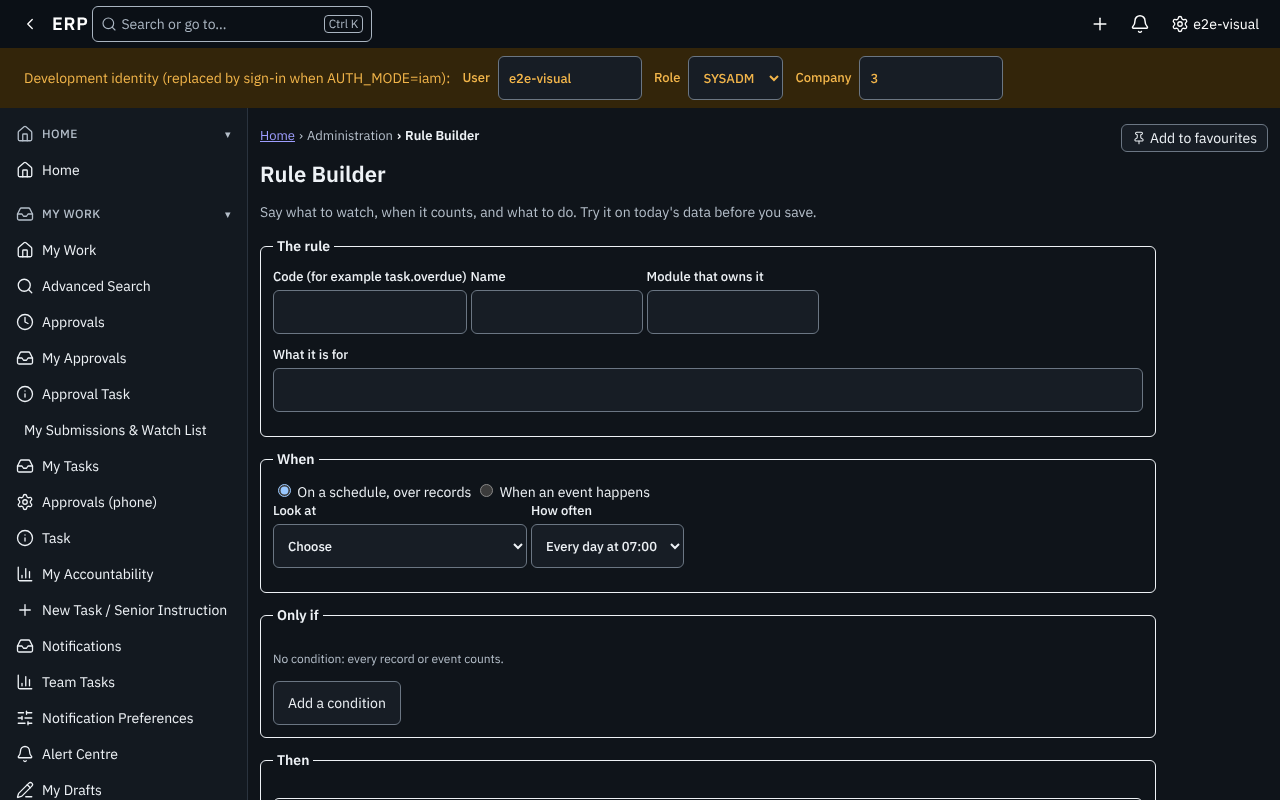 ERP
Search or go to...
Ctrl K
e2e-visual
Development identity (replaced by sign-in when AUTH_MODE=iam): User e2e-visual Role SYSADM Company 3
HOME
Home
MY WORK
My Work
Advanced Search
Approvals
My Approvals
Approval Task
My Submissions & Watch List
My Tasks
Approvals (phone)
Task
My Accountability
New Task / Senior Instruction
Notifications
Team Tasks
Notification Preferences
Alert Centre
My Drafts
Home › Administration › Rule Builder
Add to favourites
Rule Builder
Say what to watch, when it counts, and what to do. Try it on today's data before you save.
The rule
Code (for example task.overdue) Name Module that owns it
What it is for
When
On a schedule, over records When an event happens
Look at How often
Choose Every day at 07:00
Only if
No condition: every record or event counts.
Add a condition
Then